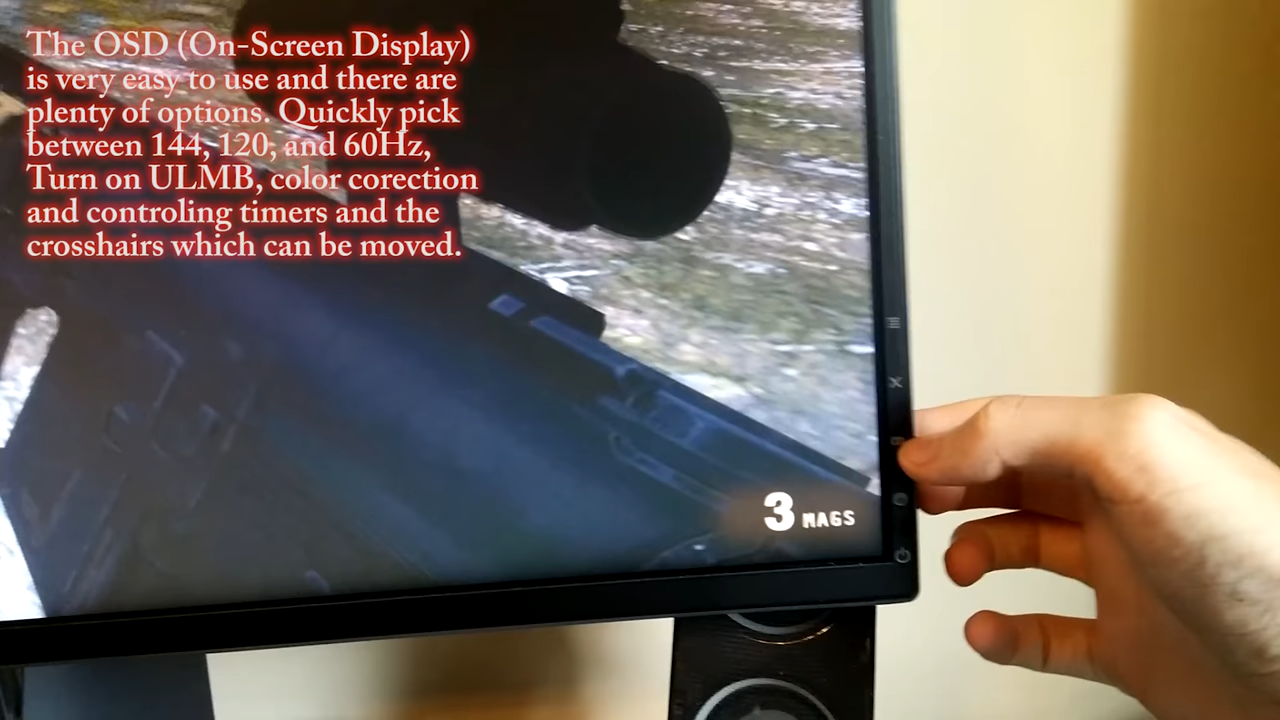 The OSD (On-Screen Display)
is very easy to use and there are
plenty of options. Quickly pick
between 144, 120, and 60Hz,
Turn on ULMB, color corection
and controling timers and the
crosshairs which can be moved.
3 MAGS